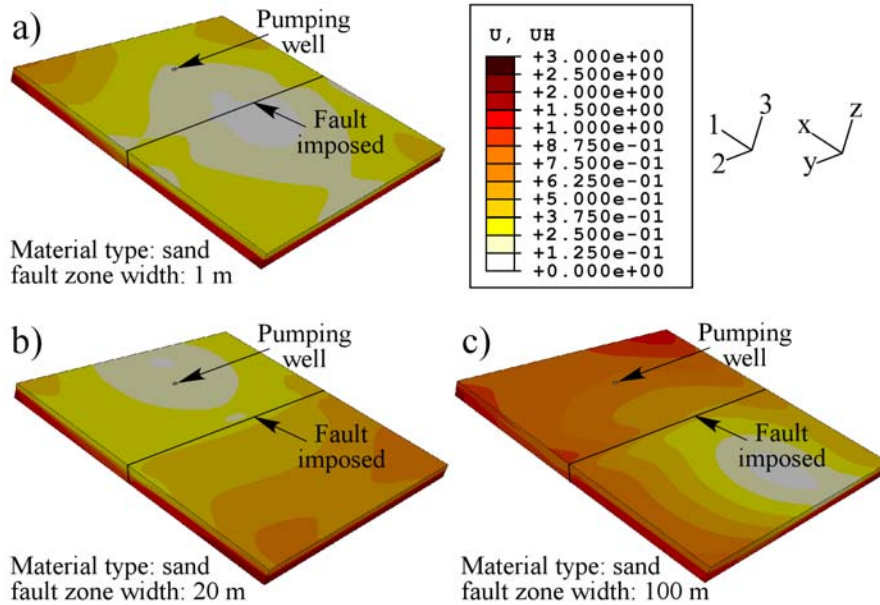 a)
Pumping
well
Fault
imposed
Material type: sand
fault zone width: 1 m
U, UH
+3.000e+00
+2.500e+00
+2.000e+00
+1.500e+00
+1.000e+00
+8.750e-01
+7.500e-01
+6.250e-01
+5.000e-01
+3.750e-01
+2.500e-01
+1.250e-01
+0.000e+00
1
2
3
x
y
z
b)
Pumping
well
Fault
imposed
Material type: sand
fault zone width: 20 m
c)
Pumping
well
Fault
imposed
Material type: sand
fault zone width: 100 m